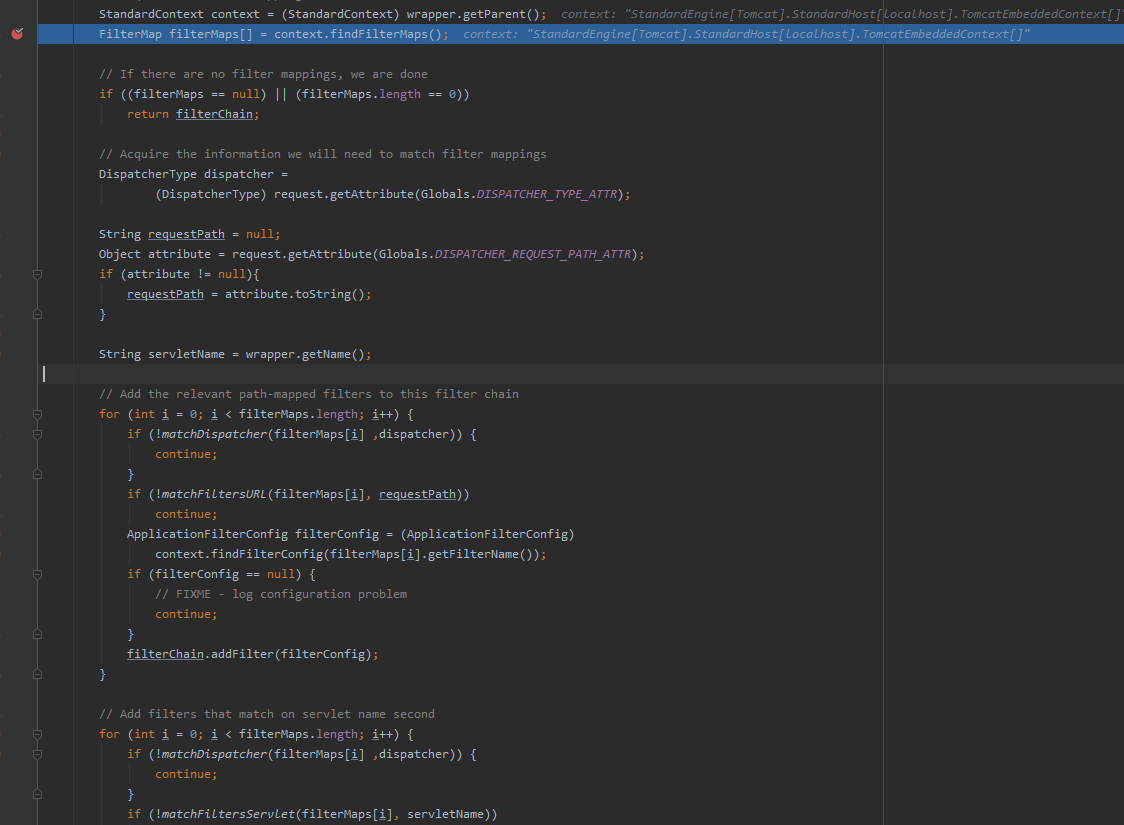 StandardContext context = (StandardContext) wrapper.getParent();  context: "StandardEngine[Tomcat].StandardHost[localhost].TomcatEmbeddedContext[]"
FilterMap filterMaps[] = context.findFilterMaps();  context: "StandardEngine[Tomcat].StandardHost[localhost].TomcatEmbeddedContext[]"
// If there are no filter mappings, we are done
if ((filterMaps == null) || (filterMaps.length == 0))
return filterChain;
// Acquire the information we will need to match filter mappings
DispatcherType dispatcher =
(DispatcherType) request.getAttribute(Globals.DISPATCHER_TYPE_ATTR);
String requestPath = null;
Object attribute = request.getAttribute(Globals.DISPATCHER_REQUEST_PATH_ATTR);
if (attribute != null){
requestPath = attribute.toString();
}
String servletName = wrapper.getName();
// Add the relevant path-mapped filters to this filter chain
for (int i = 0; i < filterMaps.length; i++) {
if (!matchDispatcher(filterMaps[i] ,dispatcher)) {
continue;
}
if (!matchFiltersURL(filterMaps[i], requestPath))
continue;
ApplicationFilterConfig filterConfig = (ApplicationFilterConfig)
context.findFilterConfig(filterMaps[i].getFilterName());
if (filterConfig == null) {
// FIXME - log configuration problem
continue;
}
filterChain.addFilter(filterConfig);
}
// Add filters that match on servlet name second
for (int i = 0; i < filterMaps.length; i++) {
if (!matchDispatcher(filterMaps[i] ,dispatcher)) {
continue;
}
if (!matchFiltersServlet(filterMaps[i], servletName))